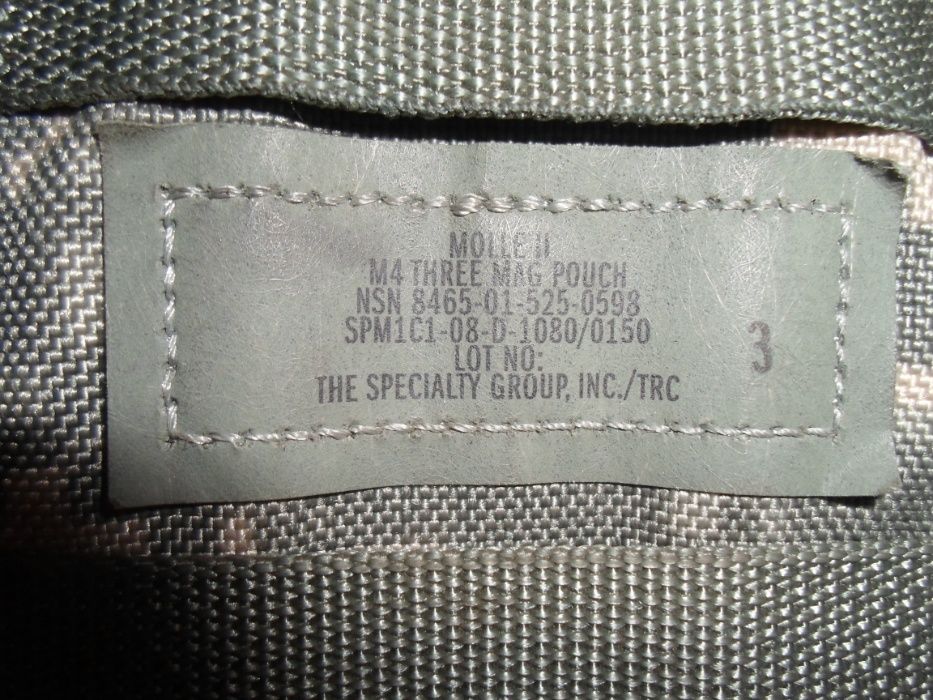 MOLLE II
M4 THREE MAG POUCH
NSN 8465-01-525-0598
SPM1C1-08-D-1080/0150
LOT NO:
THE SPECIALTY GROUP, INC./TRC
3